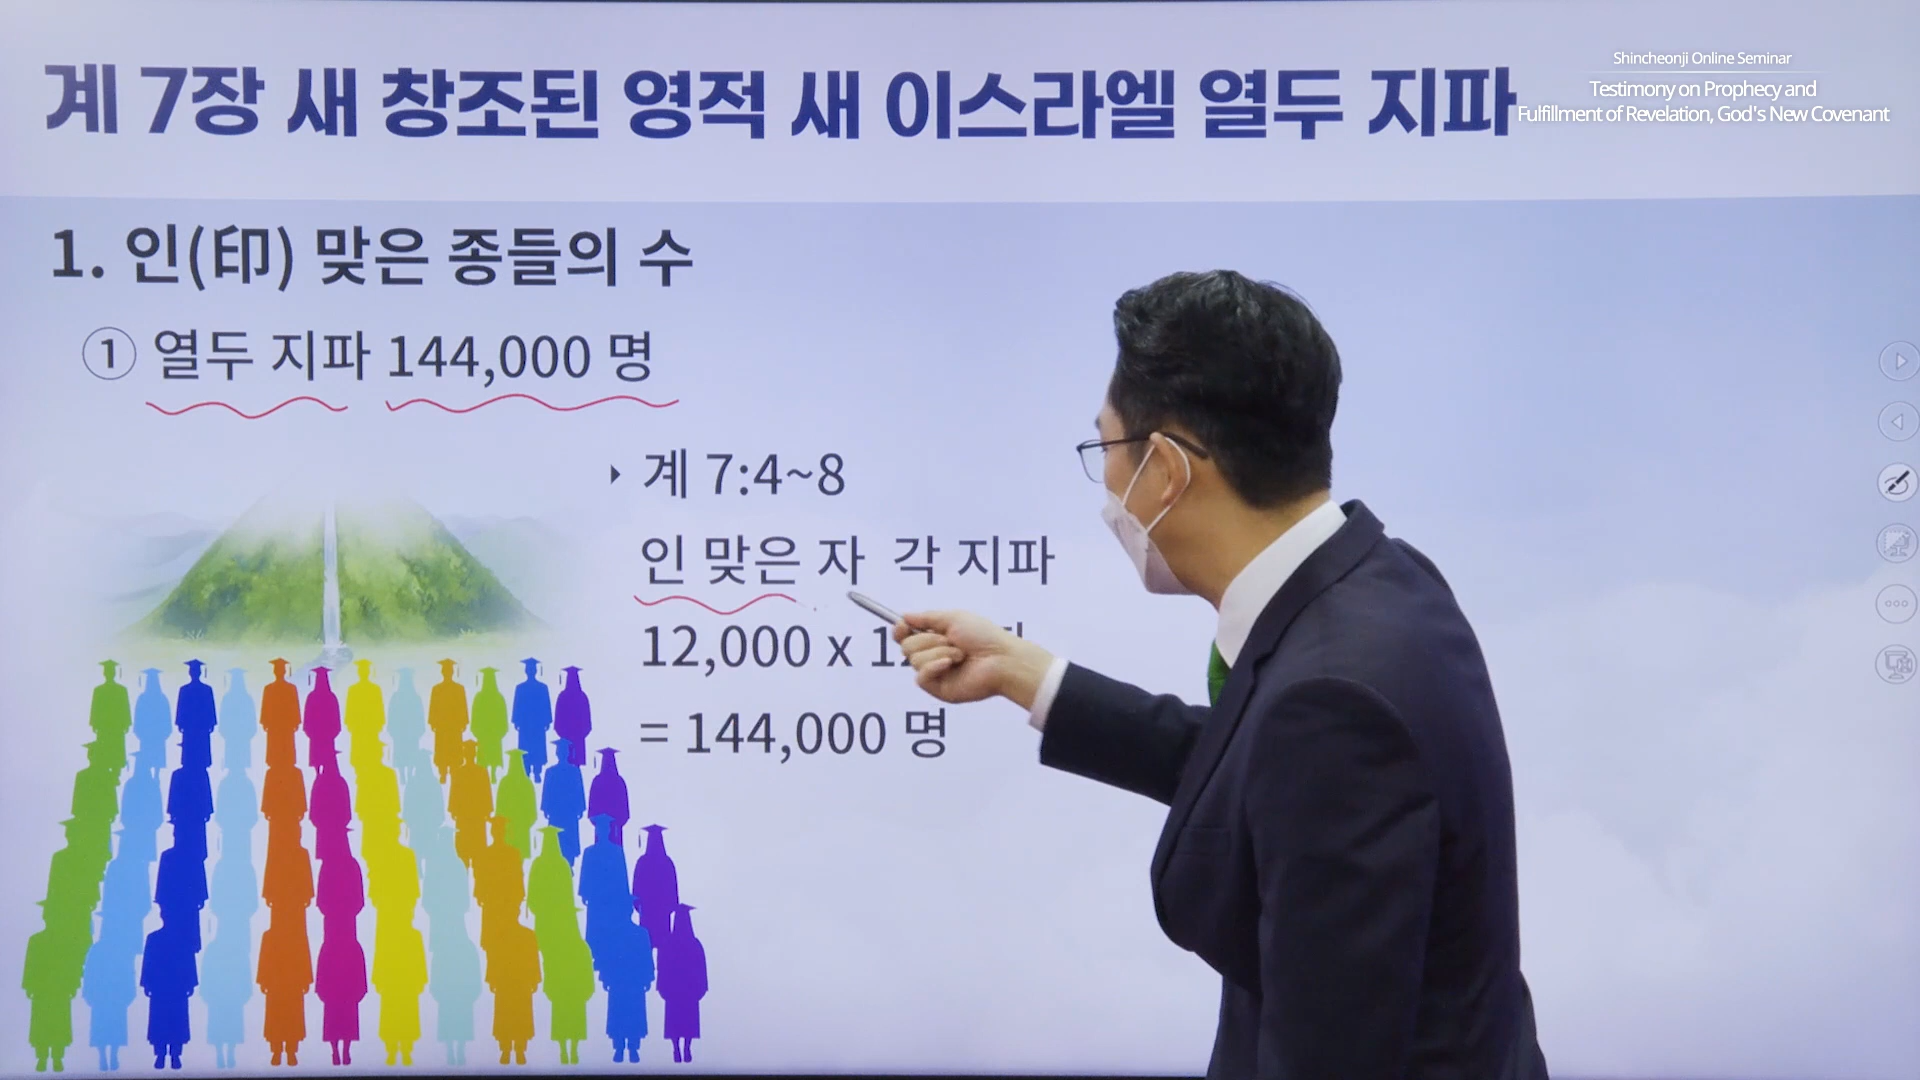 계 7장 새 창조된 영적 새 이스라엘 열두 지파
Shincheonji Online Seminar
Testimony on Prophecy and
Fulfillment of Revelation, God's New Covenant
1. 인(印) 맞은 종들의 수
① 열두 지파 144,000 명
계 7:4~8
인 맞은 자 각 지파
12,000 x
= 144,000 명